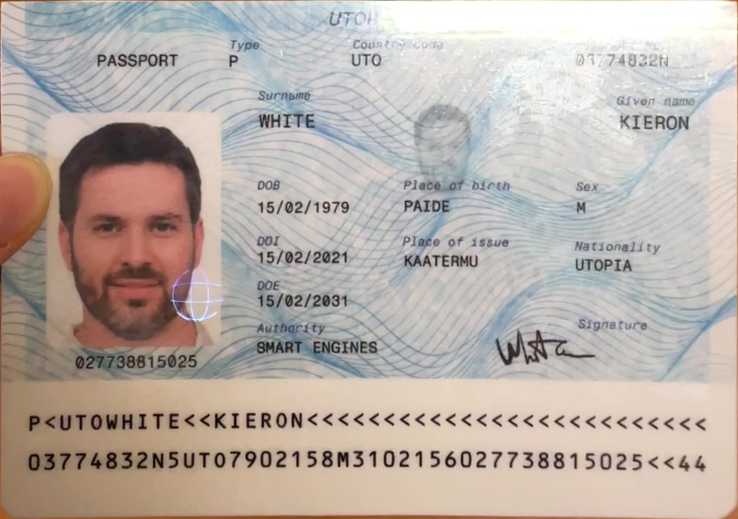 UTOP
Type Country code
PASSPORT P UTO 03774832N
Surname Given name
WHITE KIERON
DOB Place of birth Sex
15/02/1979 PAIDE M
DOI Place of issue Nationality
15/02/2021 KAATERMU UTOPIA
DOE
15/02/2031
Authority Signature
SMART ENGINES
027738815025
P<UTOWHITE<<KIERON<<<<<<<<<<<<<<<<<<<<<<<<<<
03774832N5UTO7902158M3102156027738815025<<44